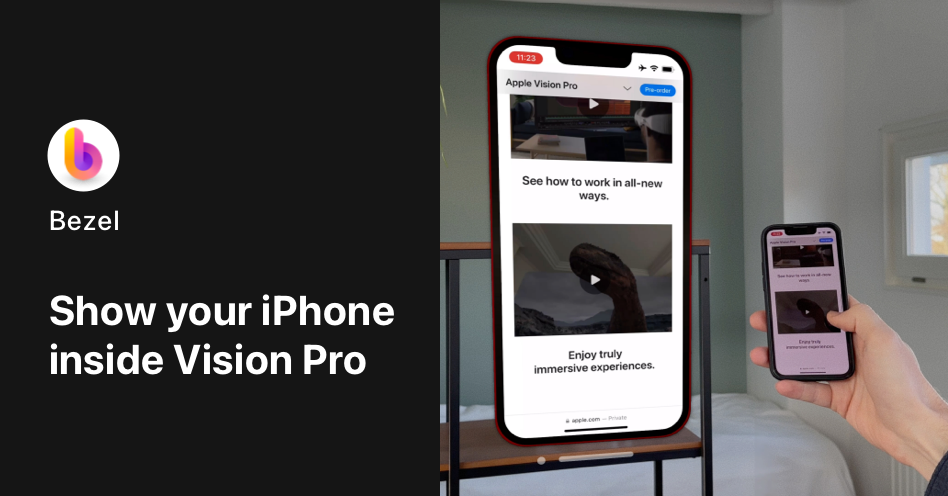 Bezel
Show your iPhone
inside Vision Pro
11:23
Apple Vision Pro
Pre-order
See how to work in all-new
ways.
Enjoy truly
immersive experiences.
apple.com — Private
Apple Vision Pro
See how to work in all-new
ways.
Enjoy truly
immersive experiences.